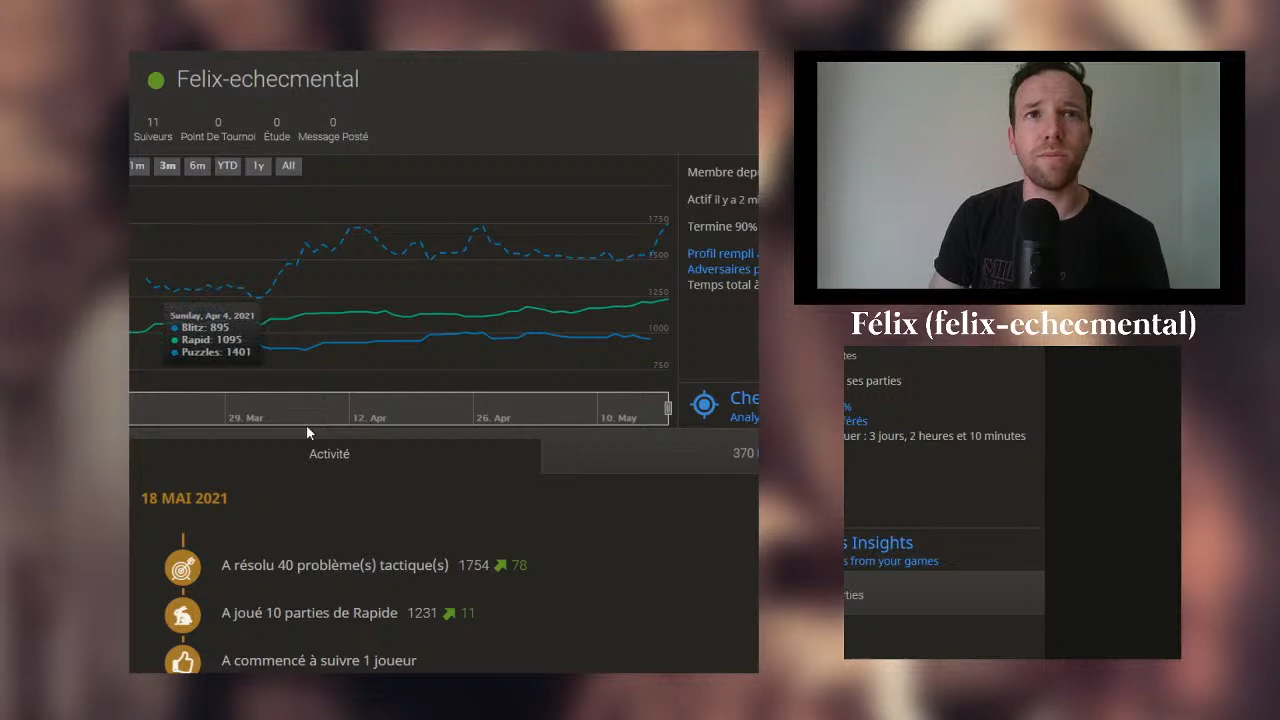 Felix-echecmental
11 0 0 0
Suiveurs Point De Tournoi Étude Message Posté
1m 3m 6m YTD 1y All
1750
1500
1250
1000
750
Sunday, Apr 4, 2021
Blitz: 895
Rapid: 1095
Puzzles: 1401
29. Mar 12. Apr 26. Apr 10. May
Membre depu
Actif il y a 2 mi
Termine 90%
Profil rempli
Adversaires p
Temps total à
Che
Analy
Activité
370
18 MAI 2021
A résolu 40 problème(s) tactique(s) 1754 78
A joué 10 parties de Rapide 1231 11
A commencé à suivre 1 joueur
MIL
Félix (felix-echecmental)
tes
ses parties
%
férés
uer : 3 jours, 2 heures et 10 minutes
s Insights
s from your games
rties